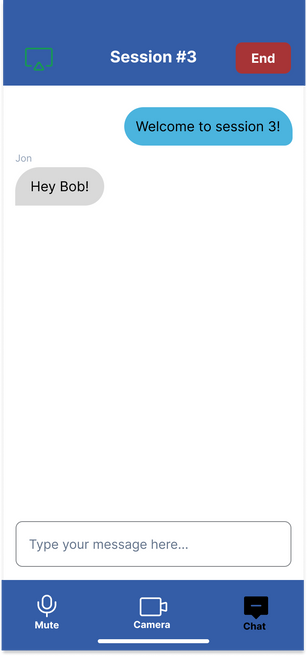 Session #3
End
Welcome to session 3!
Jon
Hey Bob!
Type your message here...
Mute
Camera
Chat